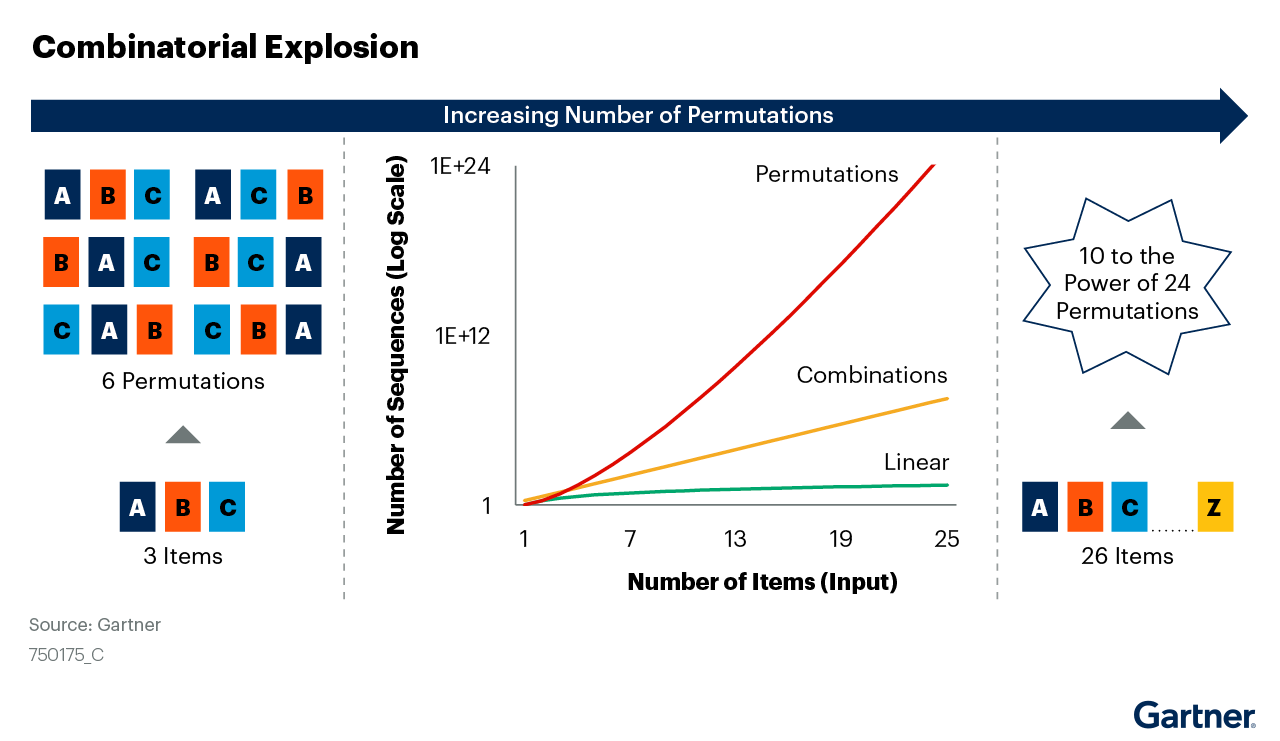 Combinatorial Explosion
Increasing Number of Permutations
A B C A C B
B A C B C A
C A B C B A
6 Permutations
A B C
3 Items
Number of Sequences (Log Scale)
1E+24
1E+12
1
Permutations
Combinations
Linear
1 7 13 19 25
Number of Items (Input)
10 to the
Power of 24
Permutations
A B C ....... Z
26 Items
Source: Gartner
750175_C
Gartner®